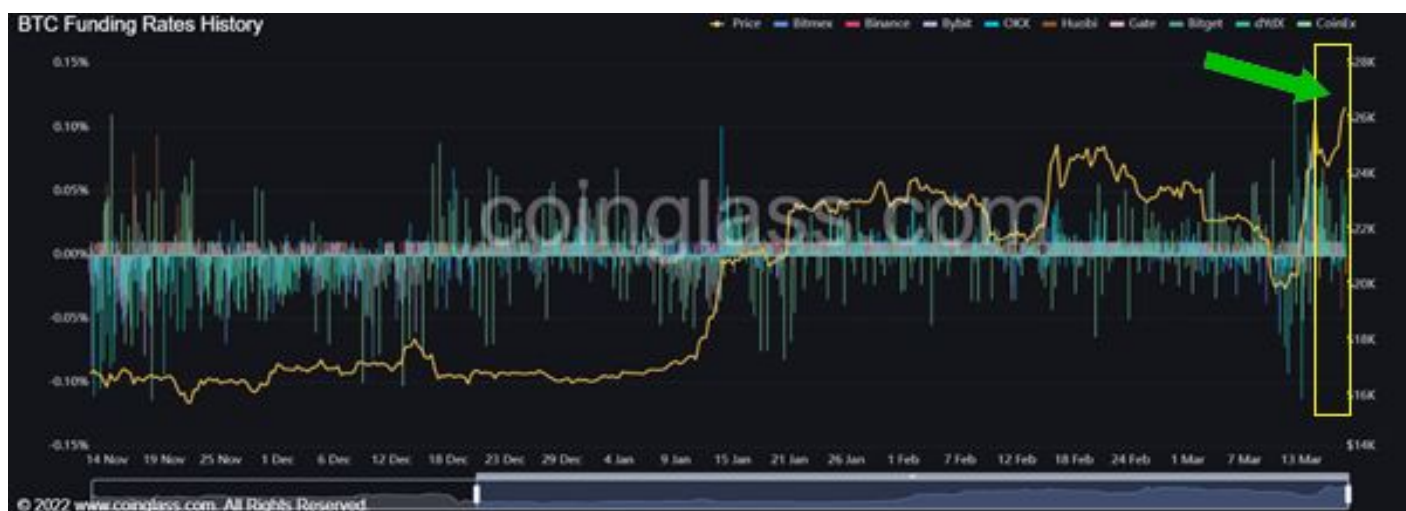 BTC Funding Rates History
Price Bitmex Binance Bybit OKX Huobi Gate Bitget dYdX CoinEx
0.15% $28K
0.10% $26K
0.05% $24K
coinglass.com
0.00% $22K
$20K
-0.05%
$18K
-0.10% $16K
-0.15% $14K
14 Nov 19 Nov 25 Nov 1 Dec 6 Dec 12 Dec 18 Dec 23 Dec 29 Dec 4 Jan 9 Jan 15 Jan 21 Jan 26 Jan 1 Feb 7 Feb 12 Feb 18 Feb 24 Feb 1 Mar 7 Mar 13 Mar
© 2022 www.coinglass.com. All Rights Reserved.